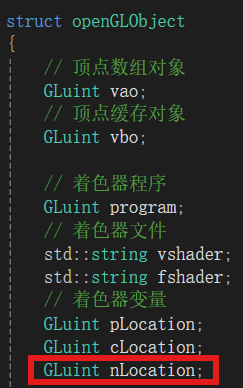 struct openGLObject
{
// 顶点数组对象
GLuint vao;
// 顶点缓存对象
GLuint vbo;
// 着色器程序
GLuint program;
// 着色器文件
std::string vshader;
std::string fshader;
// 着色器变量
GLuint pLocation;
GLuint cLocation;
GLuint nLocation;